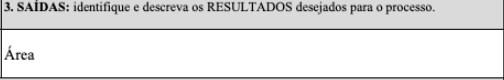 3. SAÍDAS: identifique e descreva os RESULTADOS desejados para o processo.
Área